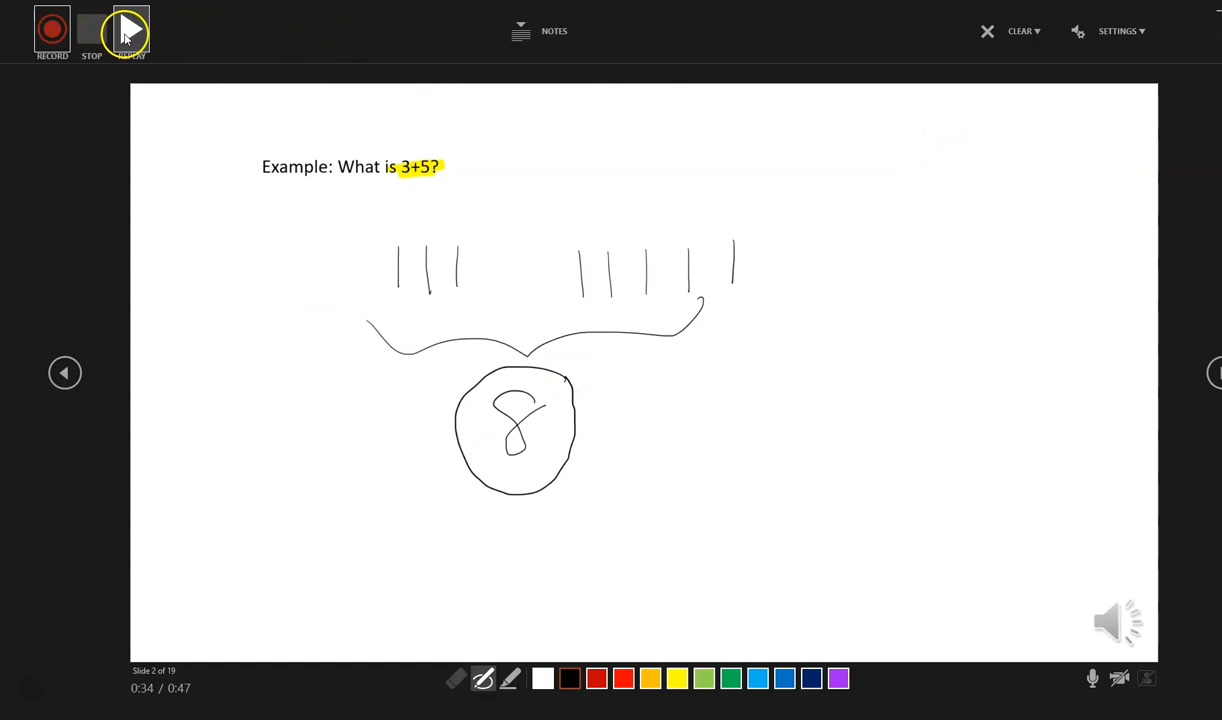 RECORD STOP REPLAY
NOTES
CLEAR SETTINGS
Example: What is 3+5?
8
Slide 2 of 19
0:34 / 0:47